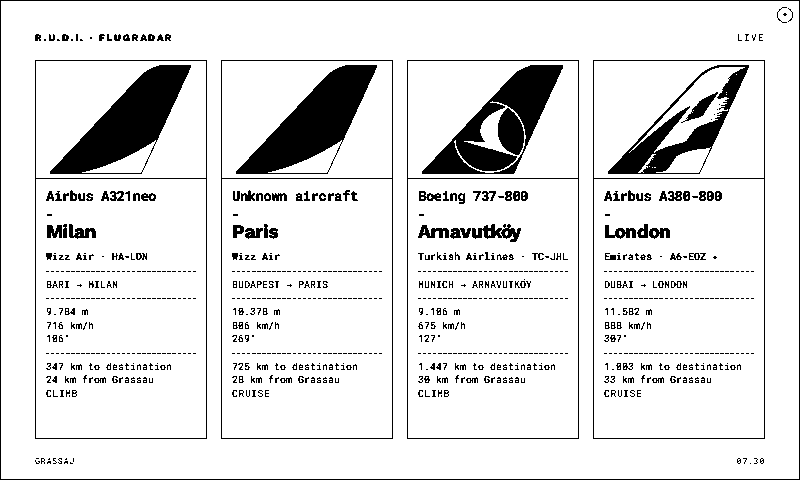 R.U.D.I. · FLUGRADAR
LIVE
Airbus A321neo
-
Milan
Wizz Air · HA-LDN
BARI → MILAN
9.784 m
716 km/h
106°
347 km to destination
24 km from Grassau
CLIMB
Unknown aircraft
-
Paris
Wizz Air
BUDAPEST → PARIS
10.378 m
806 km/h
269°
725 km to destination
28 km from Grassau
CRUISE
Boeing 737-800
-
Arnavutköy
Turkish Airlines · TC-JHL
MUNICH → ARNAVUTKÖY
9.106 m
675 km/h
127°
1.447 km to destination
30 km from Grassau
CLIMB
Airbus A380-800
-
London
Emirates · A6-EOZ ✦
DUBAI → LONDON
11.582 m
888 km/h
307°
1.003 km to destination
33 km from Grassau
CRUISE
GRASSAU
07.30